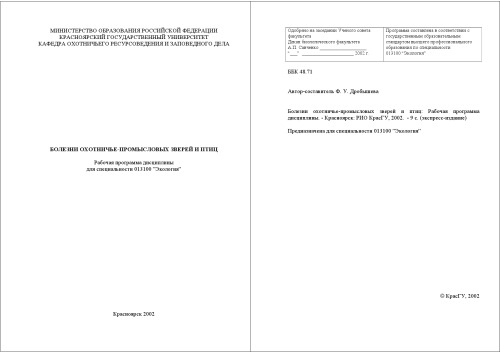 МИНИСТЕРСТВО ОБРАЗОВАНИЯ РОССИЙСКОЙ ФЕДЕРАЦИИ
КРАСНОЯРСКИЙ ГОСУДАРСТВЕННЫЙ УНИВЕРСИТЕТ
КАФЕДРА ОХОТНИЧЬЕГО РЕСУРСОВЕДЕНИЯ И ЗАПОВЕДНОГО ДЕЛА
БОЛЕЗНИ ОХОТНИЧЬЕ-ПРОМЫСЛОВЫХ ЗВЕРЕЙ И ПТИЦ
Рабочая программа дисциплины
для специальности 013100 "Экология"
Красноярск 2002
Одобрено на заседании Ученого совета
факультета
Декан биологического факультета
А.П. Савченко ____________________
"___" ______________________ 2002 г.
Программа составлена в соответствии с
государственным образовательным
стандартом высшего профессионального
образования по специальности
013100 "Экология"
ББК 48.71
Автор-составитель Ф. У.
Болезни охотничье-промысловых зверей и птиц: Рабочая программа
дисциплины. - Красноярск: РИО КрасГУ, 2002. - 9 с. (экспресс-издание)
Предназначена для специальности 013100 "Экология"
© КрасГУ, 2002